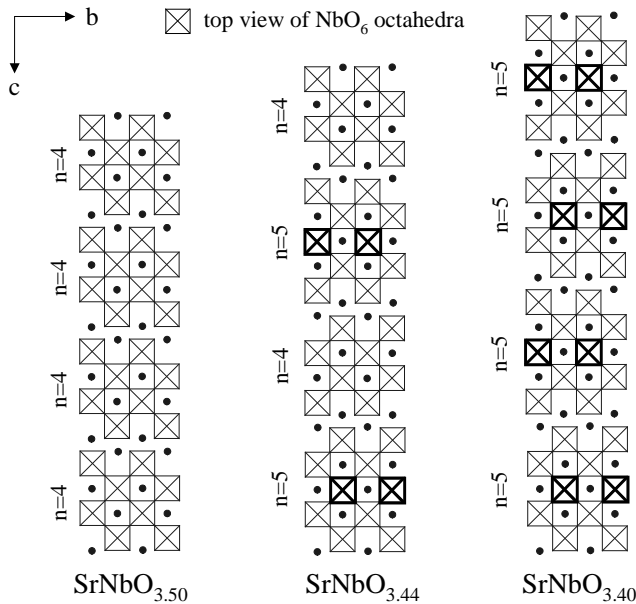 b
c
top view of NbO6 octahedra
n=4
n=4
n=4
n=4
SrNbO3.50
n=4
n=5
n=4
n=5
SrNbO3.44
n=5
n=5
n=5
n=5
SrNbO3.40